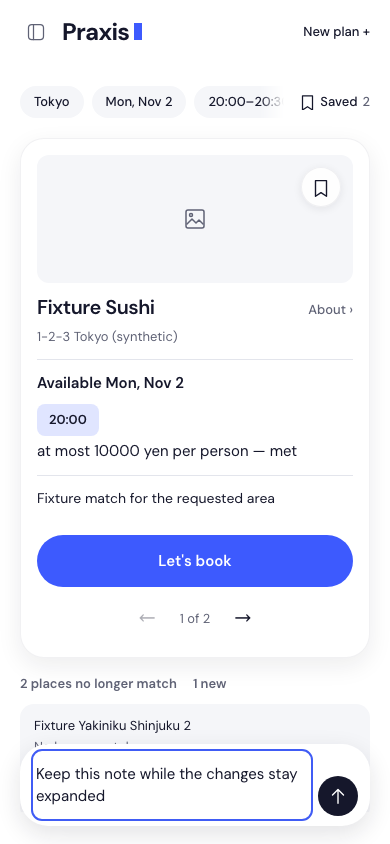 Praxis
New plan +
Tokyo
Mon, Nov 2
20:00–20:3
Saved 2
Fixture Sushi
About ›
1-2-3 Tokyo (synthetic)
Available Mon, Nov 2
20:00
at most 10000 yen per person — met
Fixture match for the requested area
Let's book
← 1 of 2 →
2 places no longer match 1 new
Fixture Yakiniku Shinjuku 2
Keep this note while the changes stay
expanded